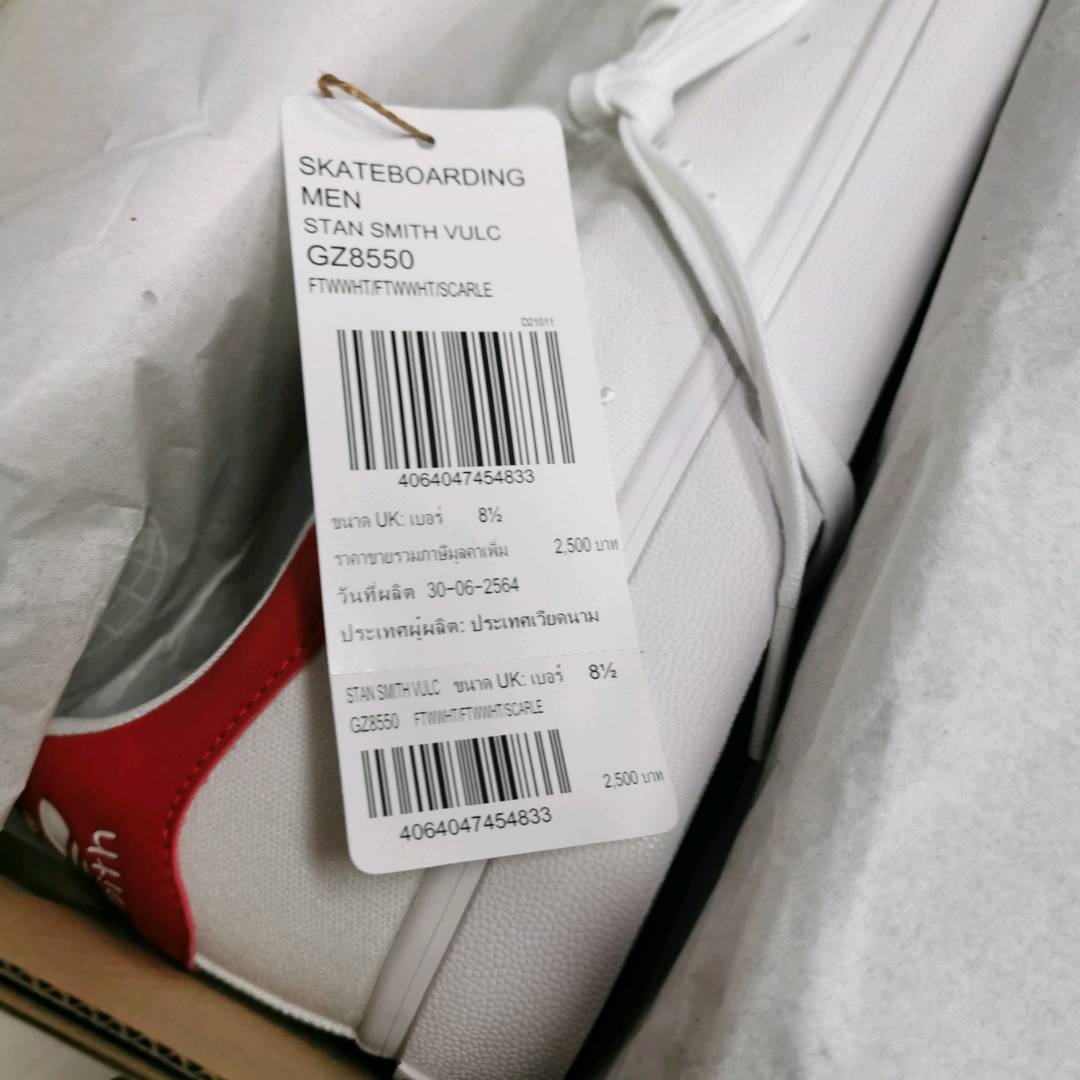 SKATEBOARDING
MEN
STAN SMITH VULC
GZ8550
FTWWHT/FTWWHT/SCARLE
D21011
4064047454833
ขนาด UK: เบอร์ 8½
ราคาขายรวมภาษีมูลค่าเพิ่ม 2,500 บาท
วันที่ผลิต 30-06-2564
ประเทศผู้ผลิต: ประเทศเวียดนาม
STAN SMITH VULC ขนาด UK: เบอร์ 8½
GZ8550 FTWWHT/FTWWHT/SCARLE
2,500 บาท
4064047454833